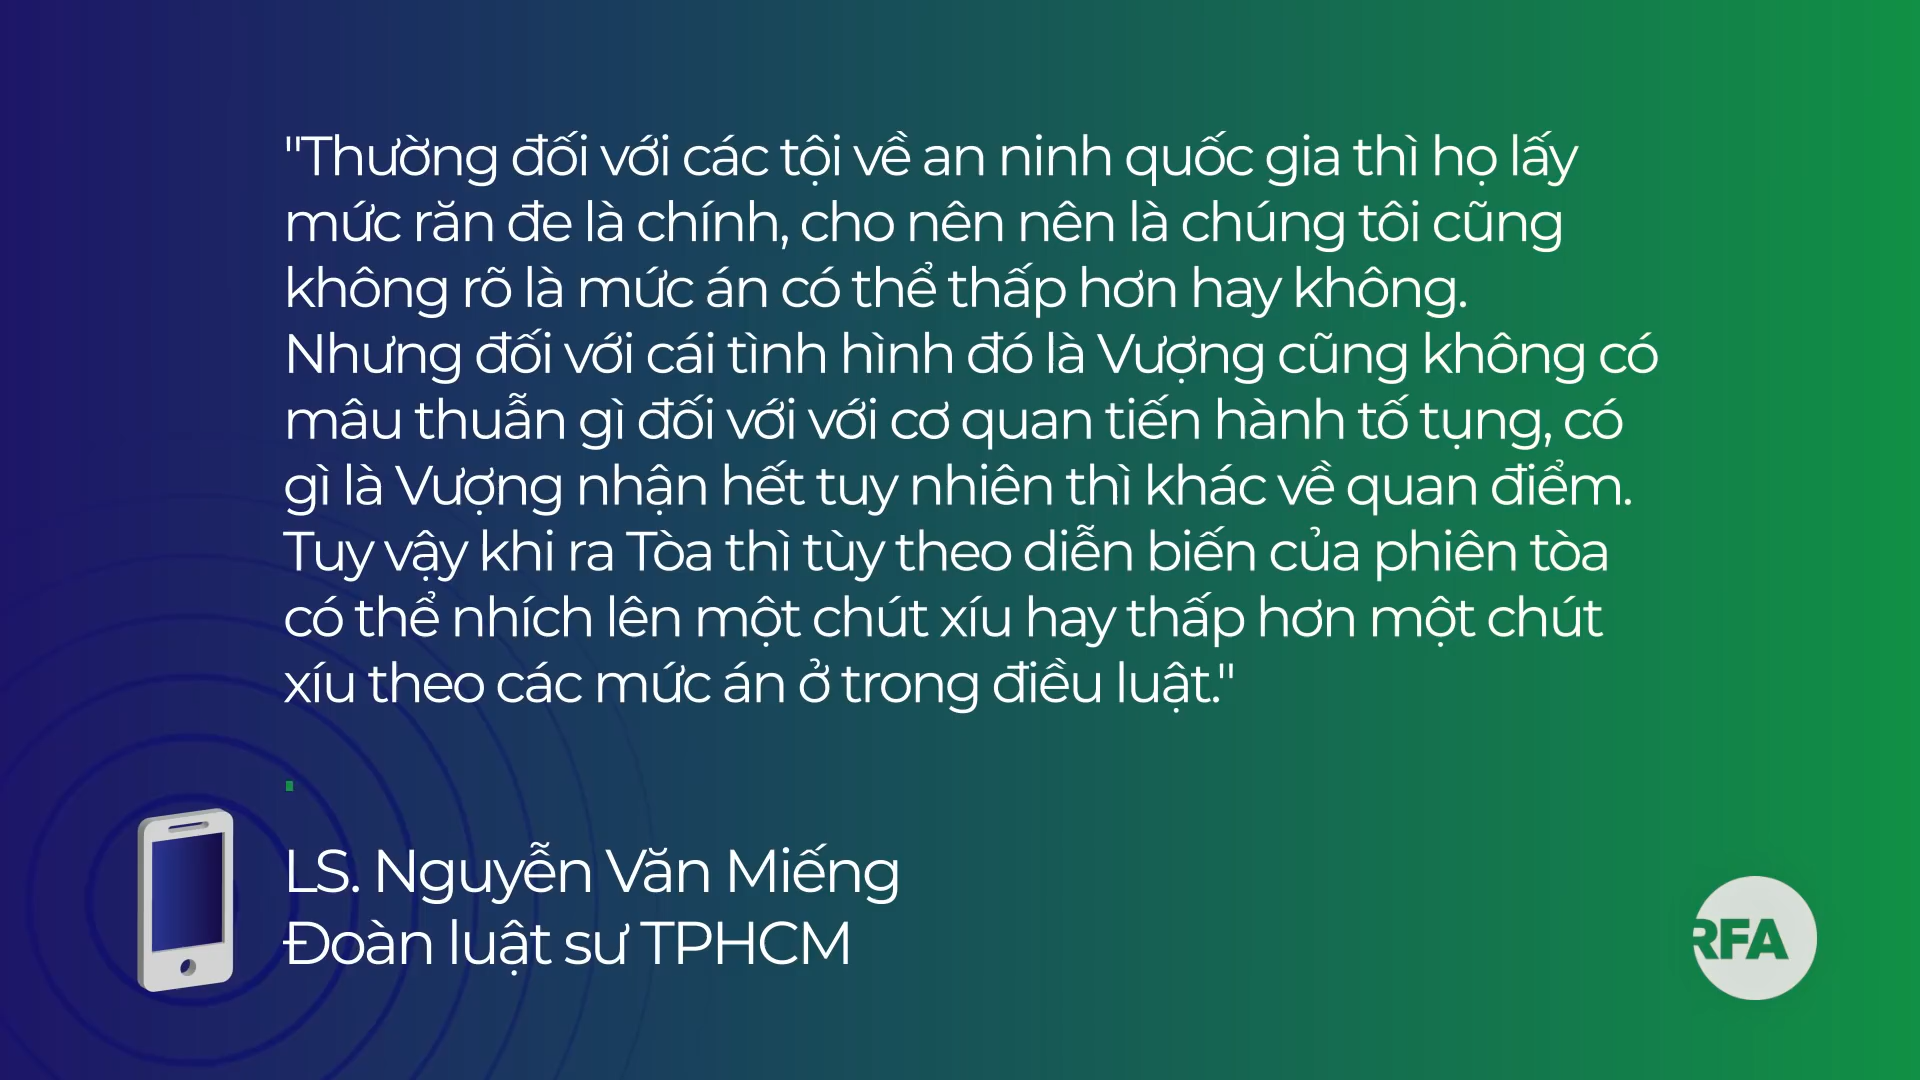 "Thường đối với các tội về an ninh quốc gia thì họ lấy
mức răn đe là chính, cho nên nên là chúng tôi cũng
không rõ là mức án có thể thấp hơn hay không.
Nhưng đối với cái tình hình đó là Vượng cũng không có
mâu thuẫn gì đối với với cơ quan tiến hành tố tụng, có
gì là Vượng nhận hết tuy nhiên thì khác về quan điểm.
Tuy vậy khi ra Tòa thì tùy theo diễn biến của phiên tòa
có thể nhích lên một chút xíu hay thấp hơn một chút
xíu theo các mức án ở trong điều luật."
LS. Nguyễn Văn Miếng
Đoàn luật sư TPHCM
RFA